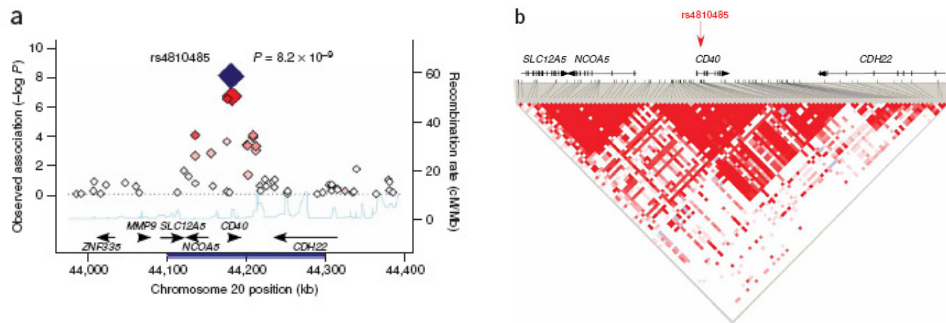 a
rs4810485 P = 8.2 × 10⁻⁹
Observed association (–log P)
10
8
6
4
2
0
Recombination rate (cM/Mb)
60
40
20
0
MMP9 SLC12A5 CD40
ZNF335 NCOA5 CDH22
44,000 44,100 44,200 44,300 44,400
Chromosome 20 position (kb)
b
rs4810485
SLC12A5 NCOA5 CD40 CDH22